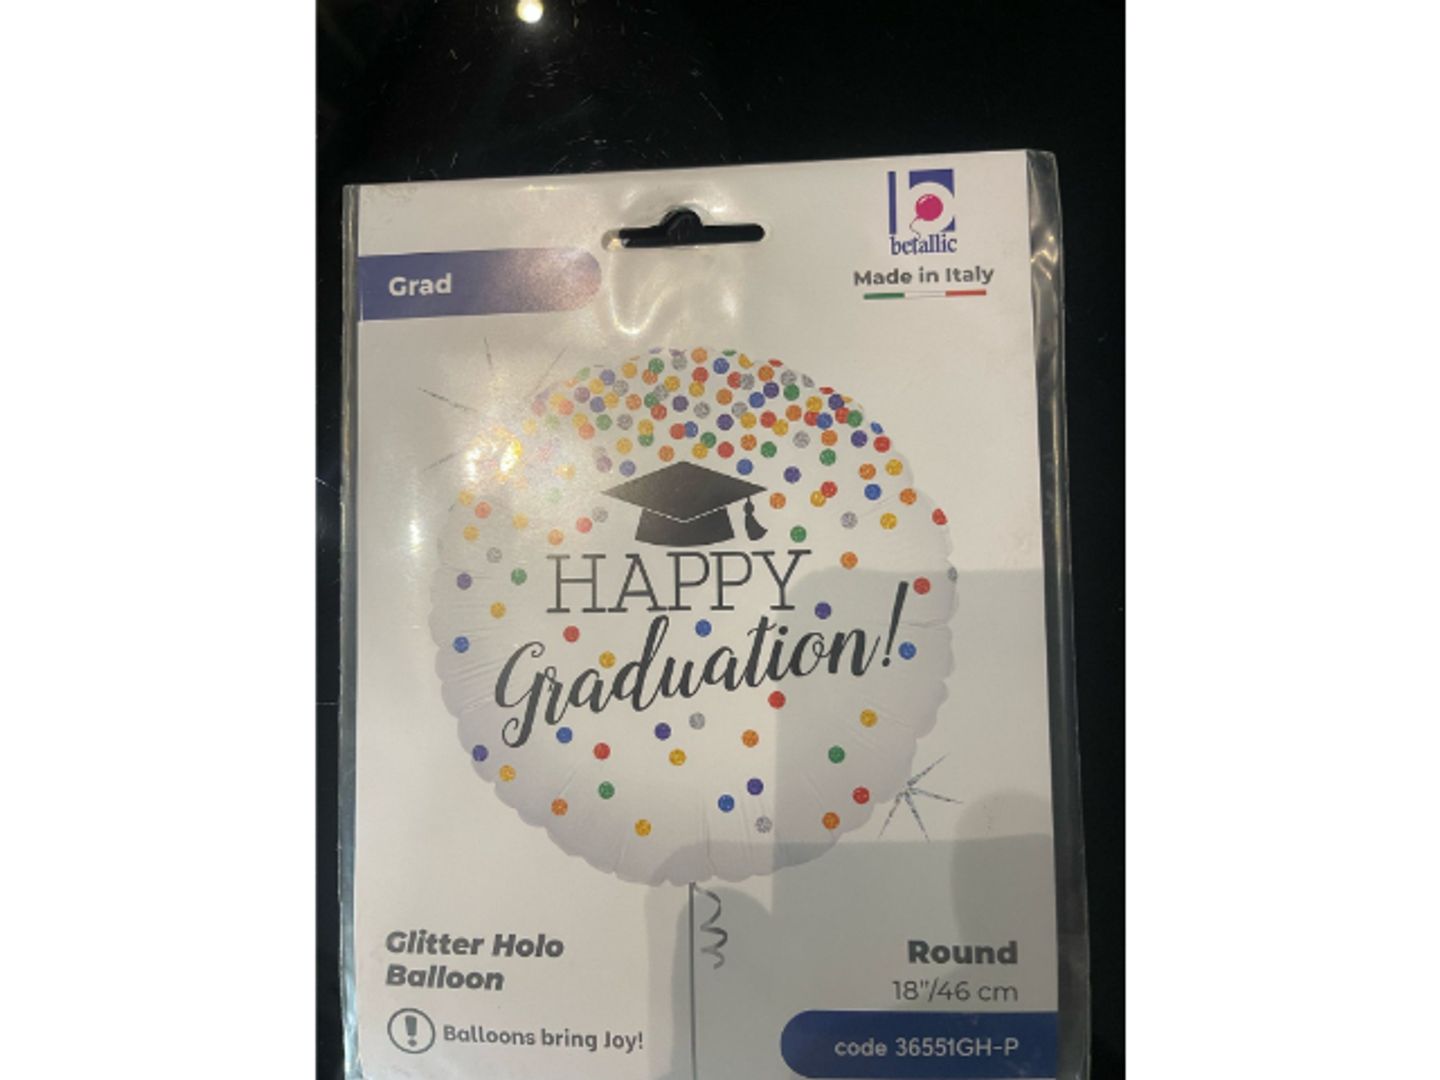 betallic
Made in Italy
Grad
HAPPY
Graduation!
Glitter Holo
Balloon
Balloons bring Joy!
Round
18"/46 cm
code 36551GH-P